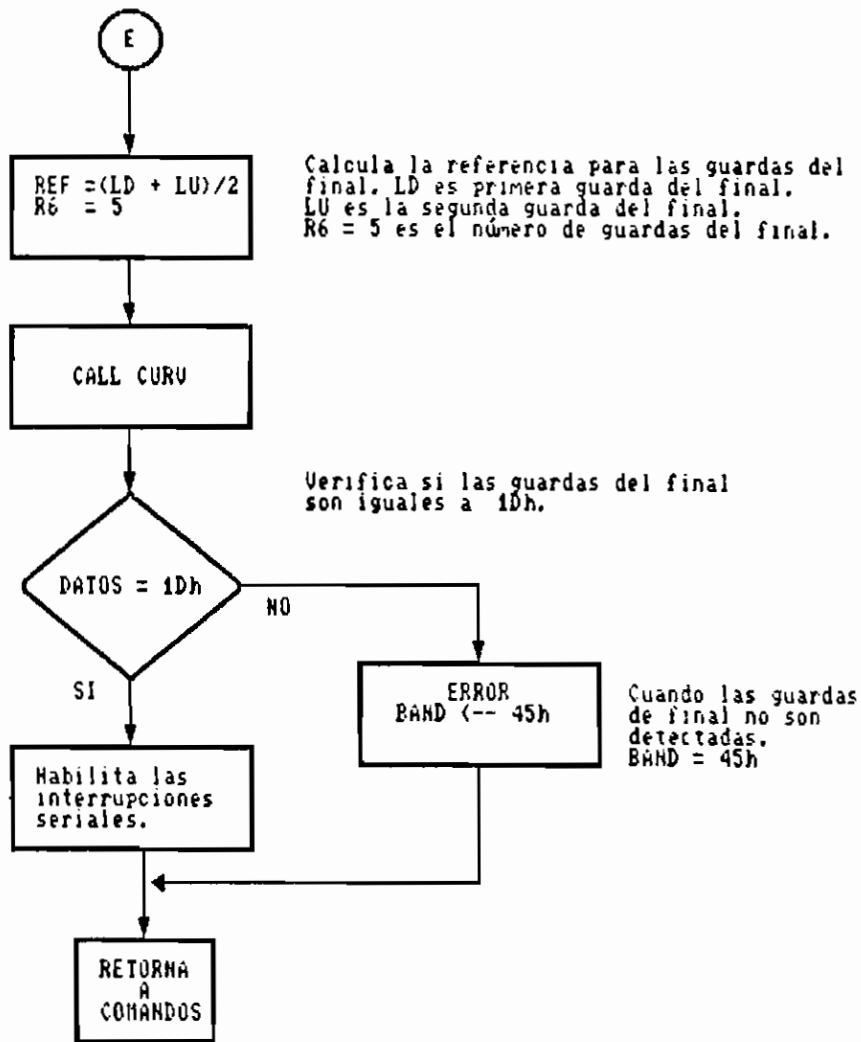 E
REF =(LD + LU)/2
R6 = 5
Calcula la referencia para las guardas del
final. LD es primera guarda del final.
LU es la segunda guarda del final.
R6 = 5 es el número de guardas del final.
CALL CURV
Verifica si las guardas del final
son iguales a 1Dh.
DATOS = 1Dh
NO
SI
ERROR
BAND <-- 45h
Cuando las guardas
de final no son
detectadas.
BAND = 45h
Habilita las
interrupciones
seriales.
RETORNA
A
COMANDOS